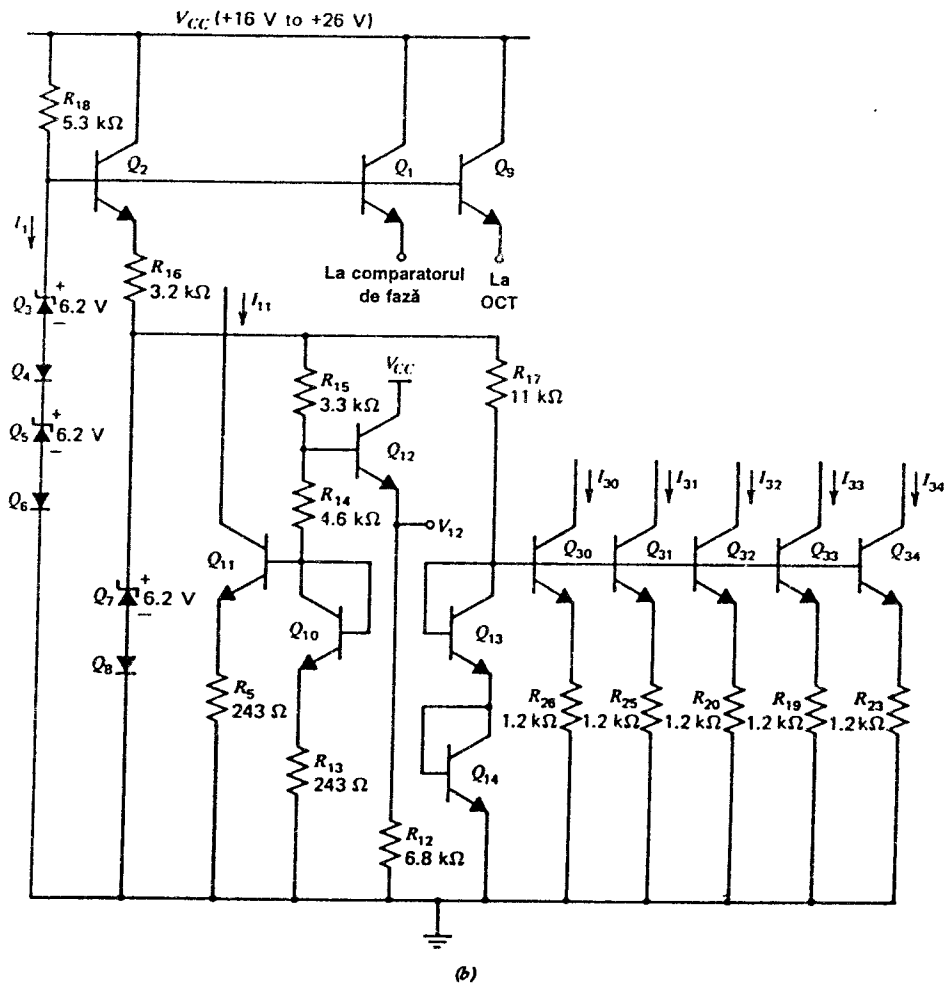 V_CC (+16 V to +26 V)
R_18
5.3 kΩ
Q_2
Q_1
Q_9
I_1
R_16
3.2 kΩ
La comparatorul
de fază
La
OCT
Q_3
+
6.2 V
−
I_11
Q_4
R_15
3.3 kΩ
V_CC
R_17
11 kΩ
Q_5
+
6.2 V
−
Q_12
Q_6
R_14
4.6 kΩ
V_12
I_30
I_31
I_32
I_33
I_34
Q_11
Q_30
Q_31
Q_32
Q_33
Q_34
Q_7
+
6.2 V
−
Q_10
Q_13
Q_8
R_5
243 Ω
R_13
243 Ω
Q_14
R_26
1.2 kΩ
R_25
1.2 kΩ
R_20
1.2 kΩ
R_19
1.2 kΩ
R_23
1.2 kΩ
R_12
6.8 kΩ
(b)